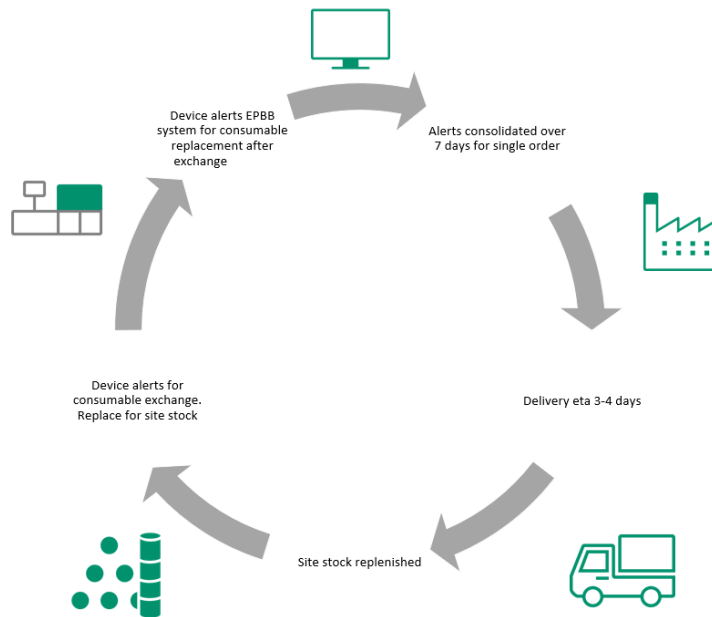 Device alerts EPBB
system for consumable
replacement after
exchange
Alerts consolidated over
7 days for single order
Delivery eta 3-4 days
Site stock replenished
Device alerts for
consumable exchange.
Replace for site stock